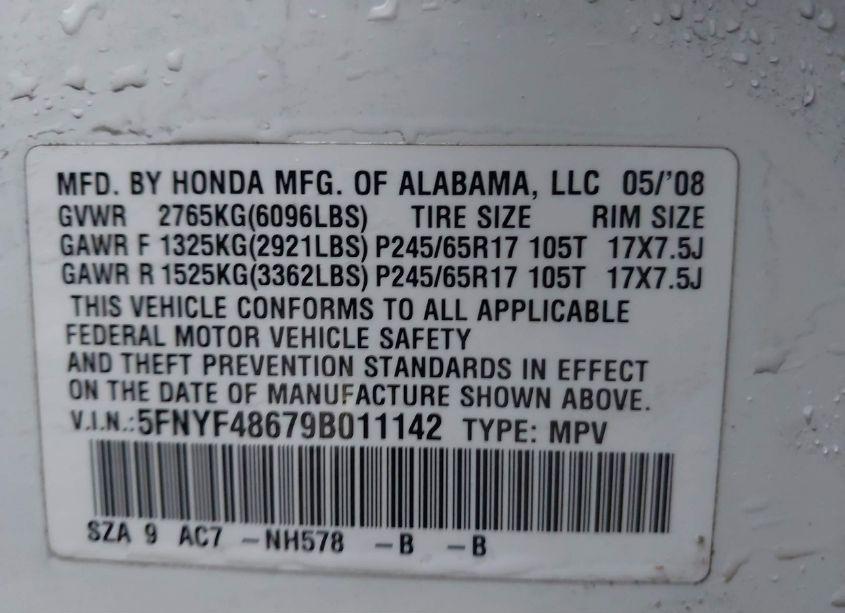 MFD. BY HONDA MFG. OF ALABAMA, LLC 05/'08
GVWR 2765KG(6096LBS) TIRE SIZE RIM SIZE
GAWR F 1325KG(2921LBS) P245/65R17 105T 17X7.5J
GAWR R 1525KG(3362LBS) P245/65R17 105T 17X7.5J
THIS VEHICLE CONFORMS TO ALL APPLICABLE
FEDERAL MOTOR VEHICLE SAFETY
AND THEFT PREVENTION STANDARDS IN EFFECT
ON THE DATE OF MANUFACTURE SHOWN ABOVE.
V.I.N.:5FNYF48679B011142 TYPE: MPV
SZA 9 AC7 -NH578 -B -B